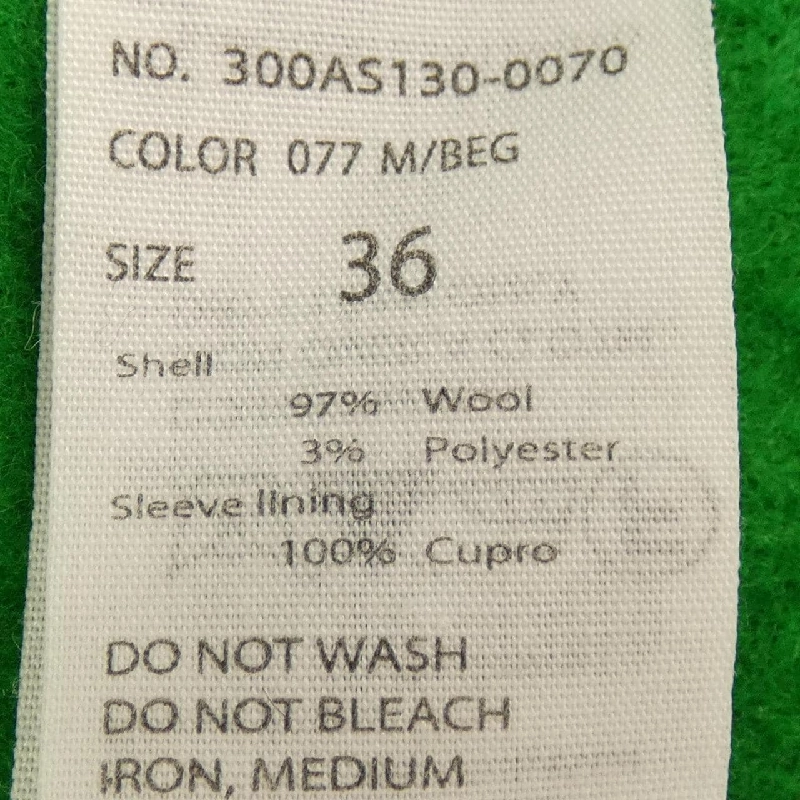 NO. 300AS130-0070
COLOR 077 M/BEG
SIZE 36
Shell
97% Wool
3% Polyester
Sleeve lining
100% Cupro
DO NOT WASH
DO NOT BLEACH
IRON, MEDIUM